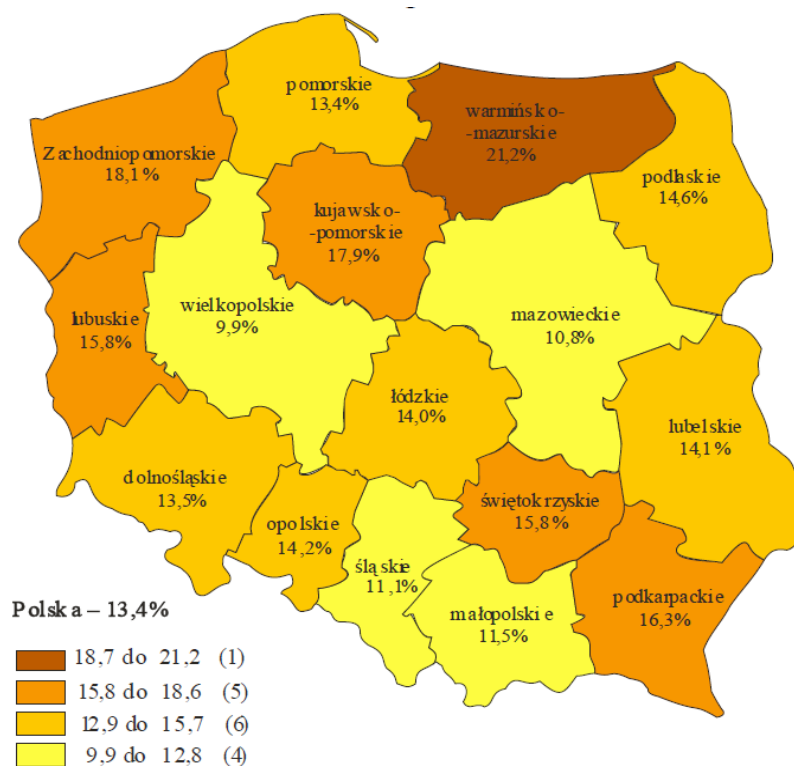 pomorskie
13,4%
warmińsko-
-mazurskie
21,2%
Zachodniopomorskie
18,1%
podlaskie
14,6%
kujawsko-
-pomorskie
17,9%
wielkopolskie
9,9%
mazowieckie
10,8%
lubuskie
15,8%
łódzkie
14,0%
lubelskie
14,1%
dolnośląskie
13,5%
świętokrzyskie
15,8%
opolskie
14,2%
śląskie
11,1%
podkarpackie
16,3%
małopolskie
11,5%
Polska – 13,4%
18,7 do 21,2 (1)
15,8 do 18,6 (5)
12,9 do 15,7 (6)
9,9 do 12,8 (4)